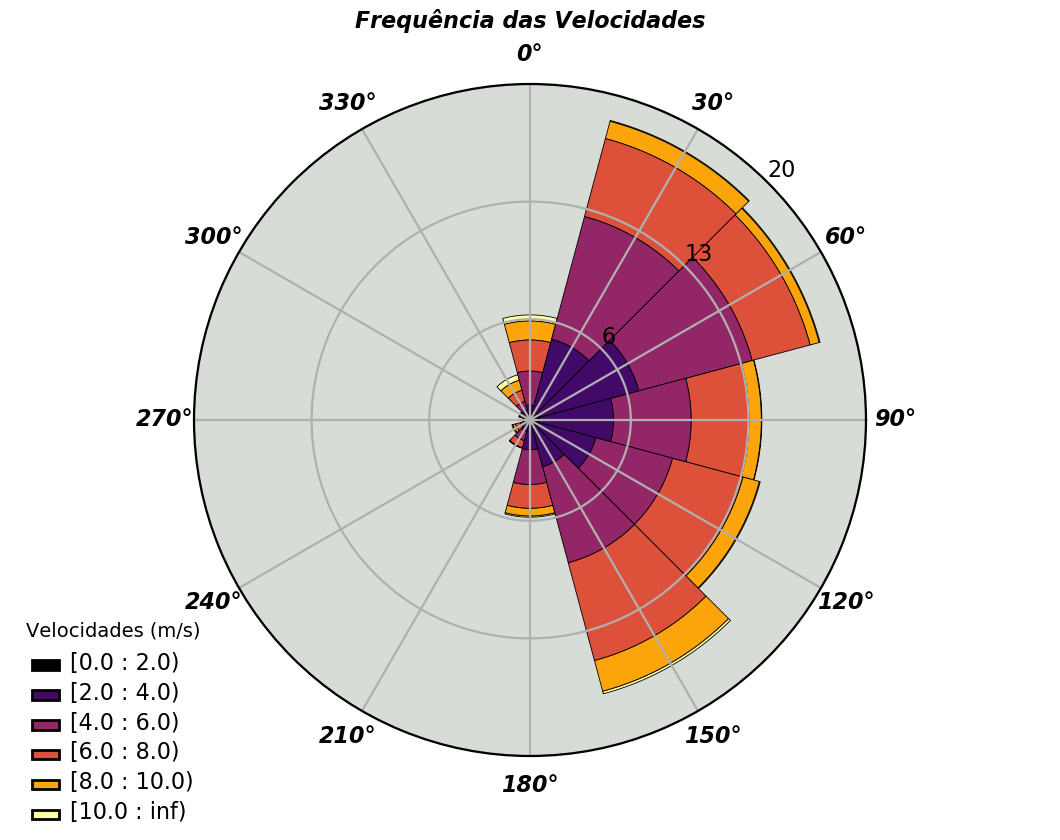 Frequência das Velocidades
0°
330°
30°
20
300°
60°
13
6
270°
90°
240°
120°
210°
150°
180°
Velocidades (m/s)
[0.0 : 2.0)
[2.0 : 4.0)
[4.0 : 6.0)
[6.0 : 8.0)
[8.0 : 10.0)
[10.0 : inf)